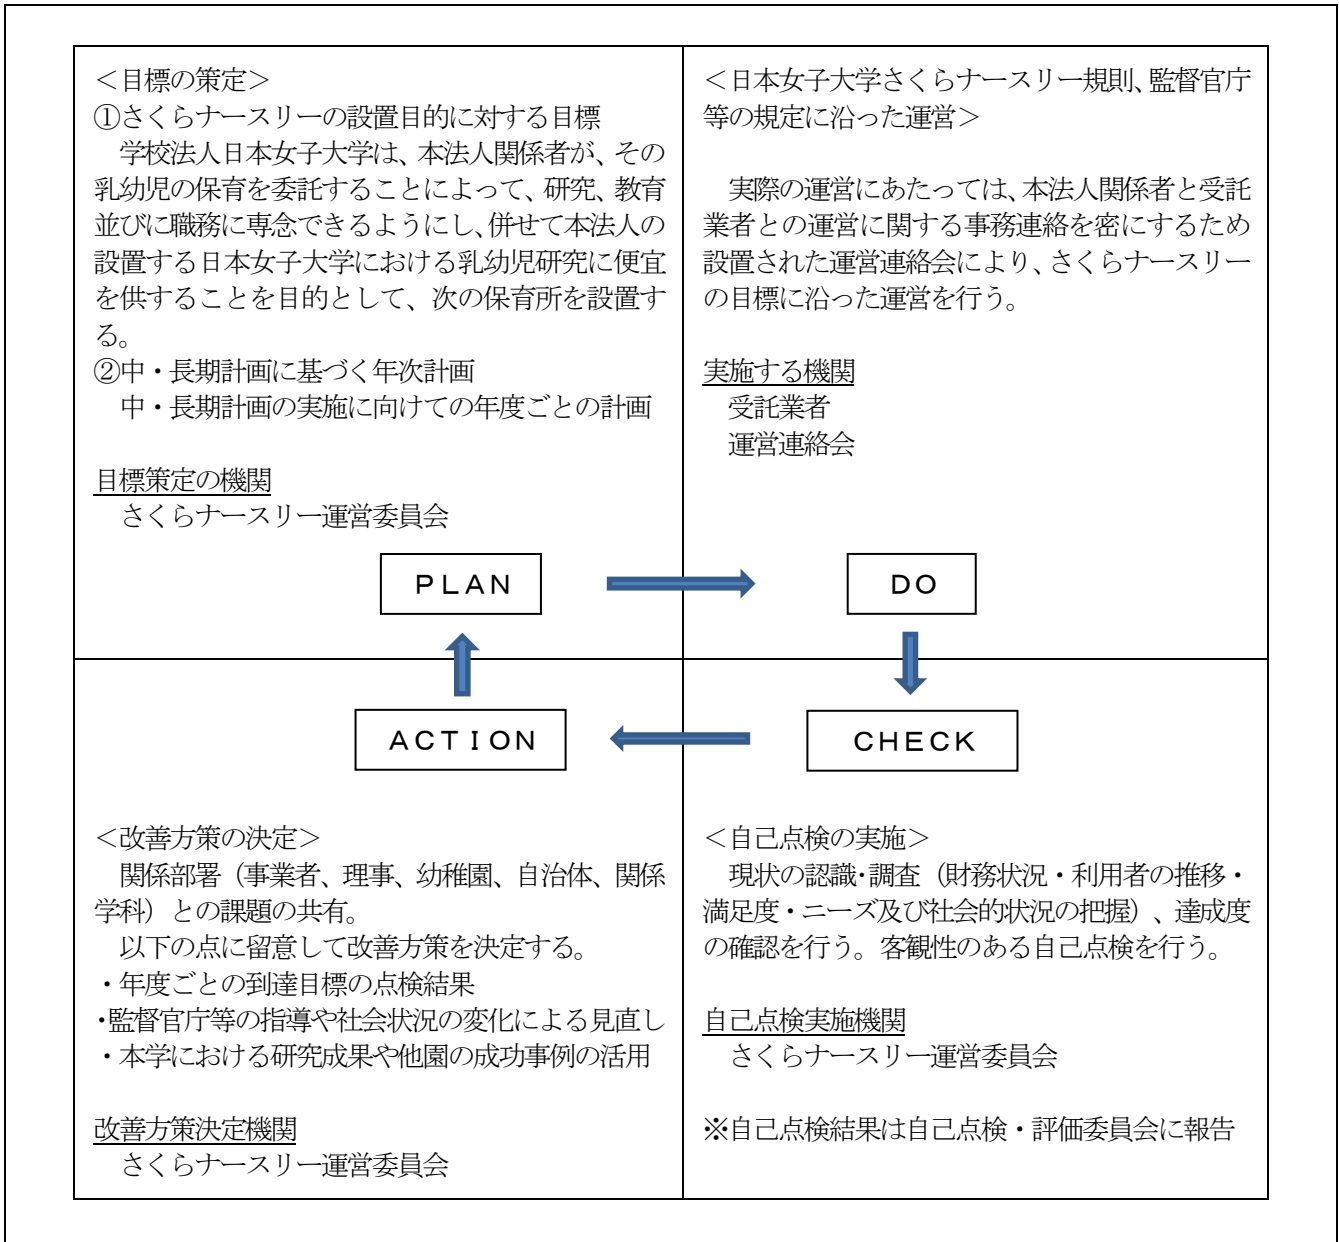 ＜目標の策定＞
①さくらナースリーの設置目的に対する目標
学校法人日本女子大学は、本法人関係者が、その
乳幼児の保育を委託することによって、研究、教育
並びに職務に専念できるようにし、併せて本法人の
設置する日本女子大学における乳幼児研究に便宜
を供することを目的として、次の保育所を設置す
る。
②中・長期計画に基づく年次計画
中・長期計画の実施に向けての年度ごとの計画
目標策定の機関
さくらナースリー運営委員会
ＰＬＡＮ
＜日本女子大学さくらナースリー規則、監督官庁
等の規定に沿った運営＞
実際の運営にあたっては、本法人関係者と受託
業者との運営に関する事務連絡を密にするため
設置された運営連絡会により、さくらナースリー
の目標に沿った運営を行う。
実施する機関
受託業者
運営連絡会
ＤＯ
ＡＣＴＩＯＮ
＜改善方策の決定＞
関係部署（事業者、理事、幼稚園、自治体、関係
学科）との課題の共有。
以下の点に留意して改善方策を決定する。
・年度ごとの到達目標の点検結果
・監督官庁等の指導や社会状況の変化による見直し
・本学における研究成果や他園の成功事例の活用
改善方策決定機関
さくらナースリー運営委員会
ＣＨＥＣＫ
＜自己点検の実施＞
現状の認識・調査（財務状況・利用者の推移・
満足度・ニーズ及び社会的状況の把握）、達成度
の確認を行う。客観性のある自己点検を行う。
自己点検実施機関
さくらナースリー運営委員会
※自己点検結果は自己点検・評価委員会に報告